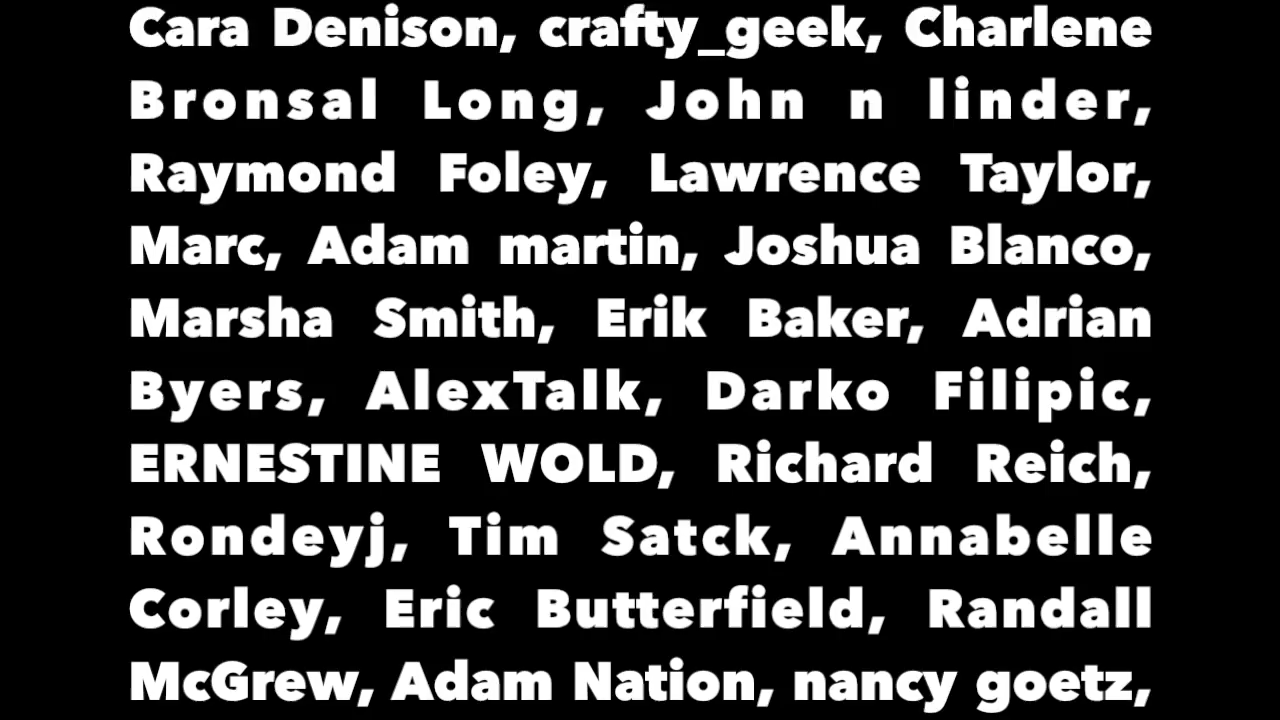 Cara Denison, crafty_geek, Charlene
Bronsal Long, John n linder,
Raymond Foley, Lawrence Taylor,
Marc, Adam martin, Joshua Blanco,
Marsha Smith, Erik Baker, Adrian
Byers, AlexTalk, Darko Filipic,
ERNESTINE WOLD, Richard Reich,
Rondeyj, Tim Satck, Annabelle
Corley, Eric Butterfield, Randall
McGrew, Adam Nation, nancy goetz,